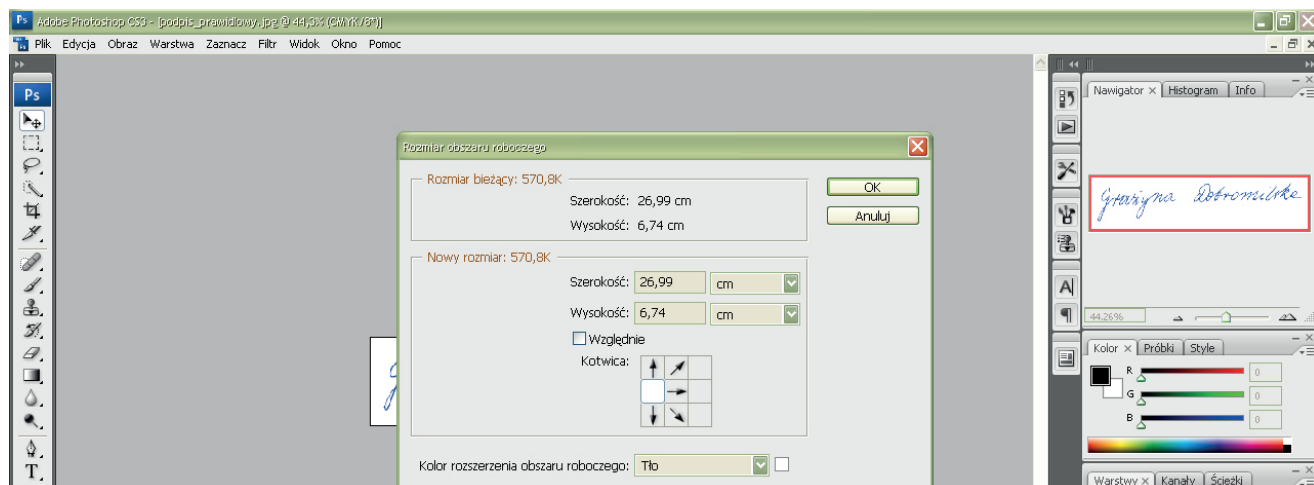 Ps Adobe Photoshop CS3 - [podpis_prawidlowy.jpg @ 44,3% (CMYK/8*)]
Plik Edycja Obraz Warstwa Zaznacz Filtr Widok Okno Pomoc
Ps
Nawigator × Histogram Info
Grażyna Dobromilska
44.26%
Kolor × Próbki Style
R 0
G 0
B 0
Warstwy × Kanały Ścieżki
Rozmiar obszaru roboczego
Rozmiar bieżący: 570,8K
Szerokość: 26,99 cm
Wysokość: 6,74 cm
OK
Anuluj
Nowy rozmiar: 570,8K
Szerokość: 26,99 cm
Wysokość: 6,74 cm
Względnie
Kotwica:
Kolor rozszerzenia obszaru roboczego: Tło